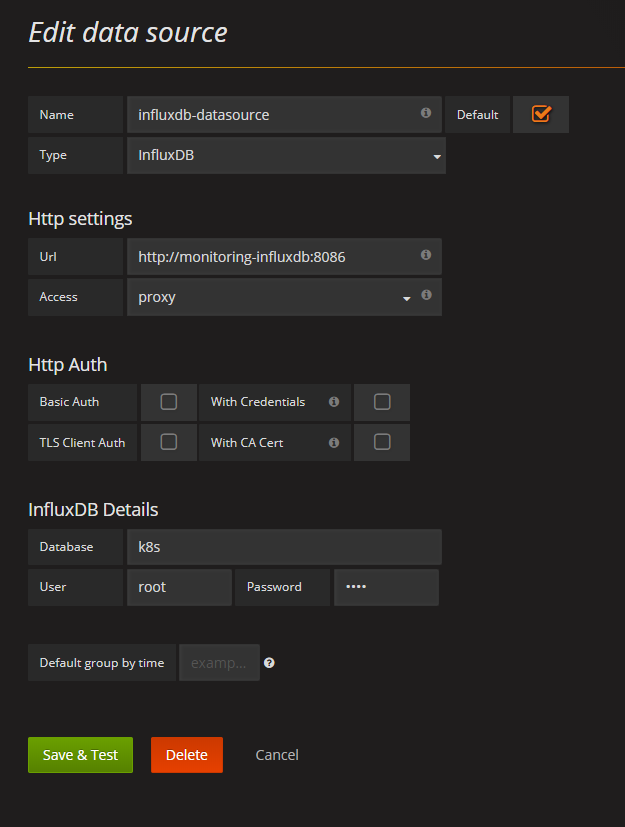 Edit data source
Name influxdb-datasource Default
Type InfluxDB
Http settings
Url http://monitoring-influxdb:8086
Access proxy
Http Auth
Basic Auth With Credentials
TLS Client Auth With CA Cert
InfluxDB Details
Database k8s
User root Password ••••
Default group by time examp...
Save & Test Delete Cancel